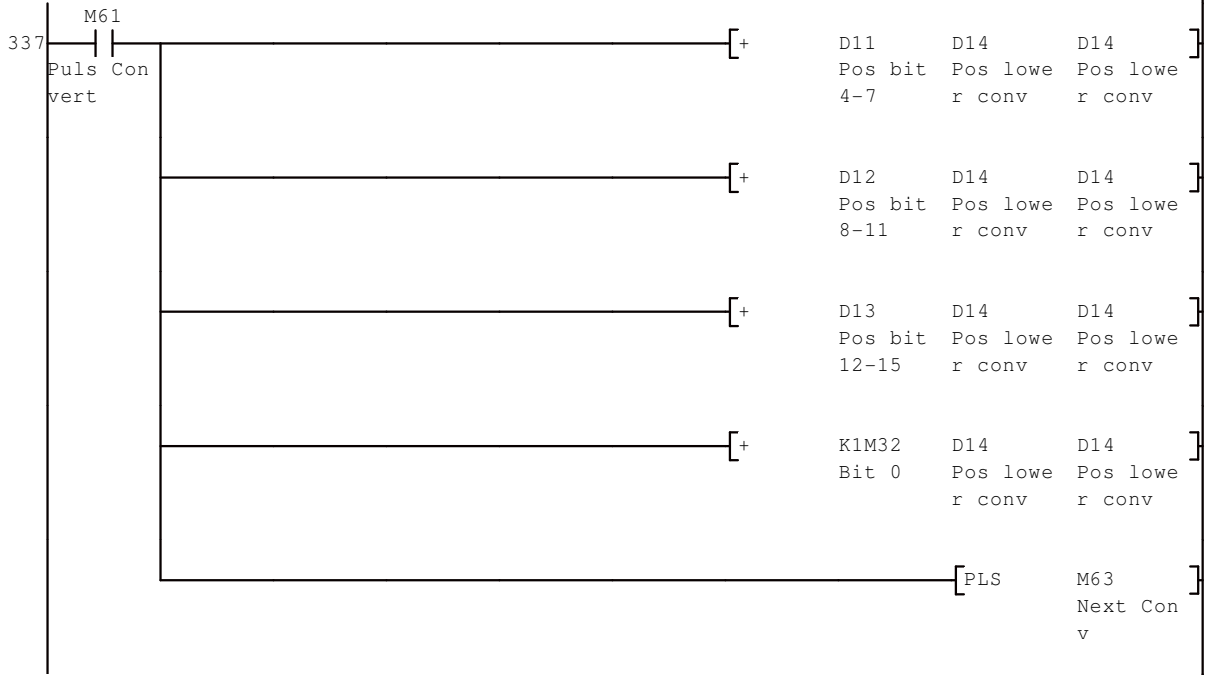 M61
337 + D11 D14 D14
Puls Con Pos bit Pos lowe Pos lowe
vert 4-7 r conv r conv
+ D12 D14 D14
Pos bit Pos lowe Pos lowe
8-11 r conv r conv
+ D13 D14 D14
Pos bit Pos lowe Pos lowe
12-15 r conv r conv
+ K1M32 D14 D14
Bit 0 Pos lowe Pos lowe
r conv r conv
PLS M63
Next Con
v